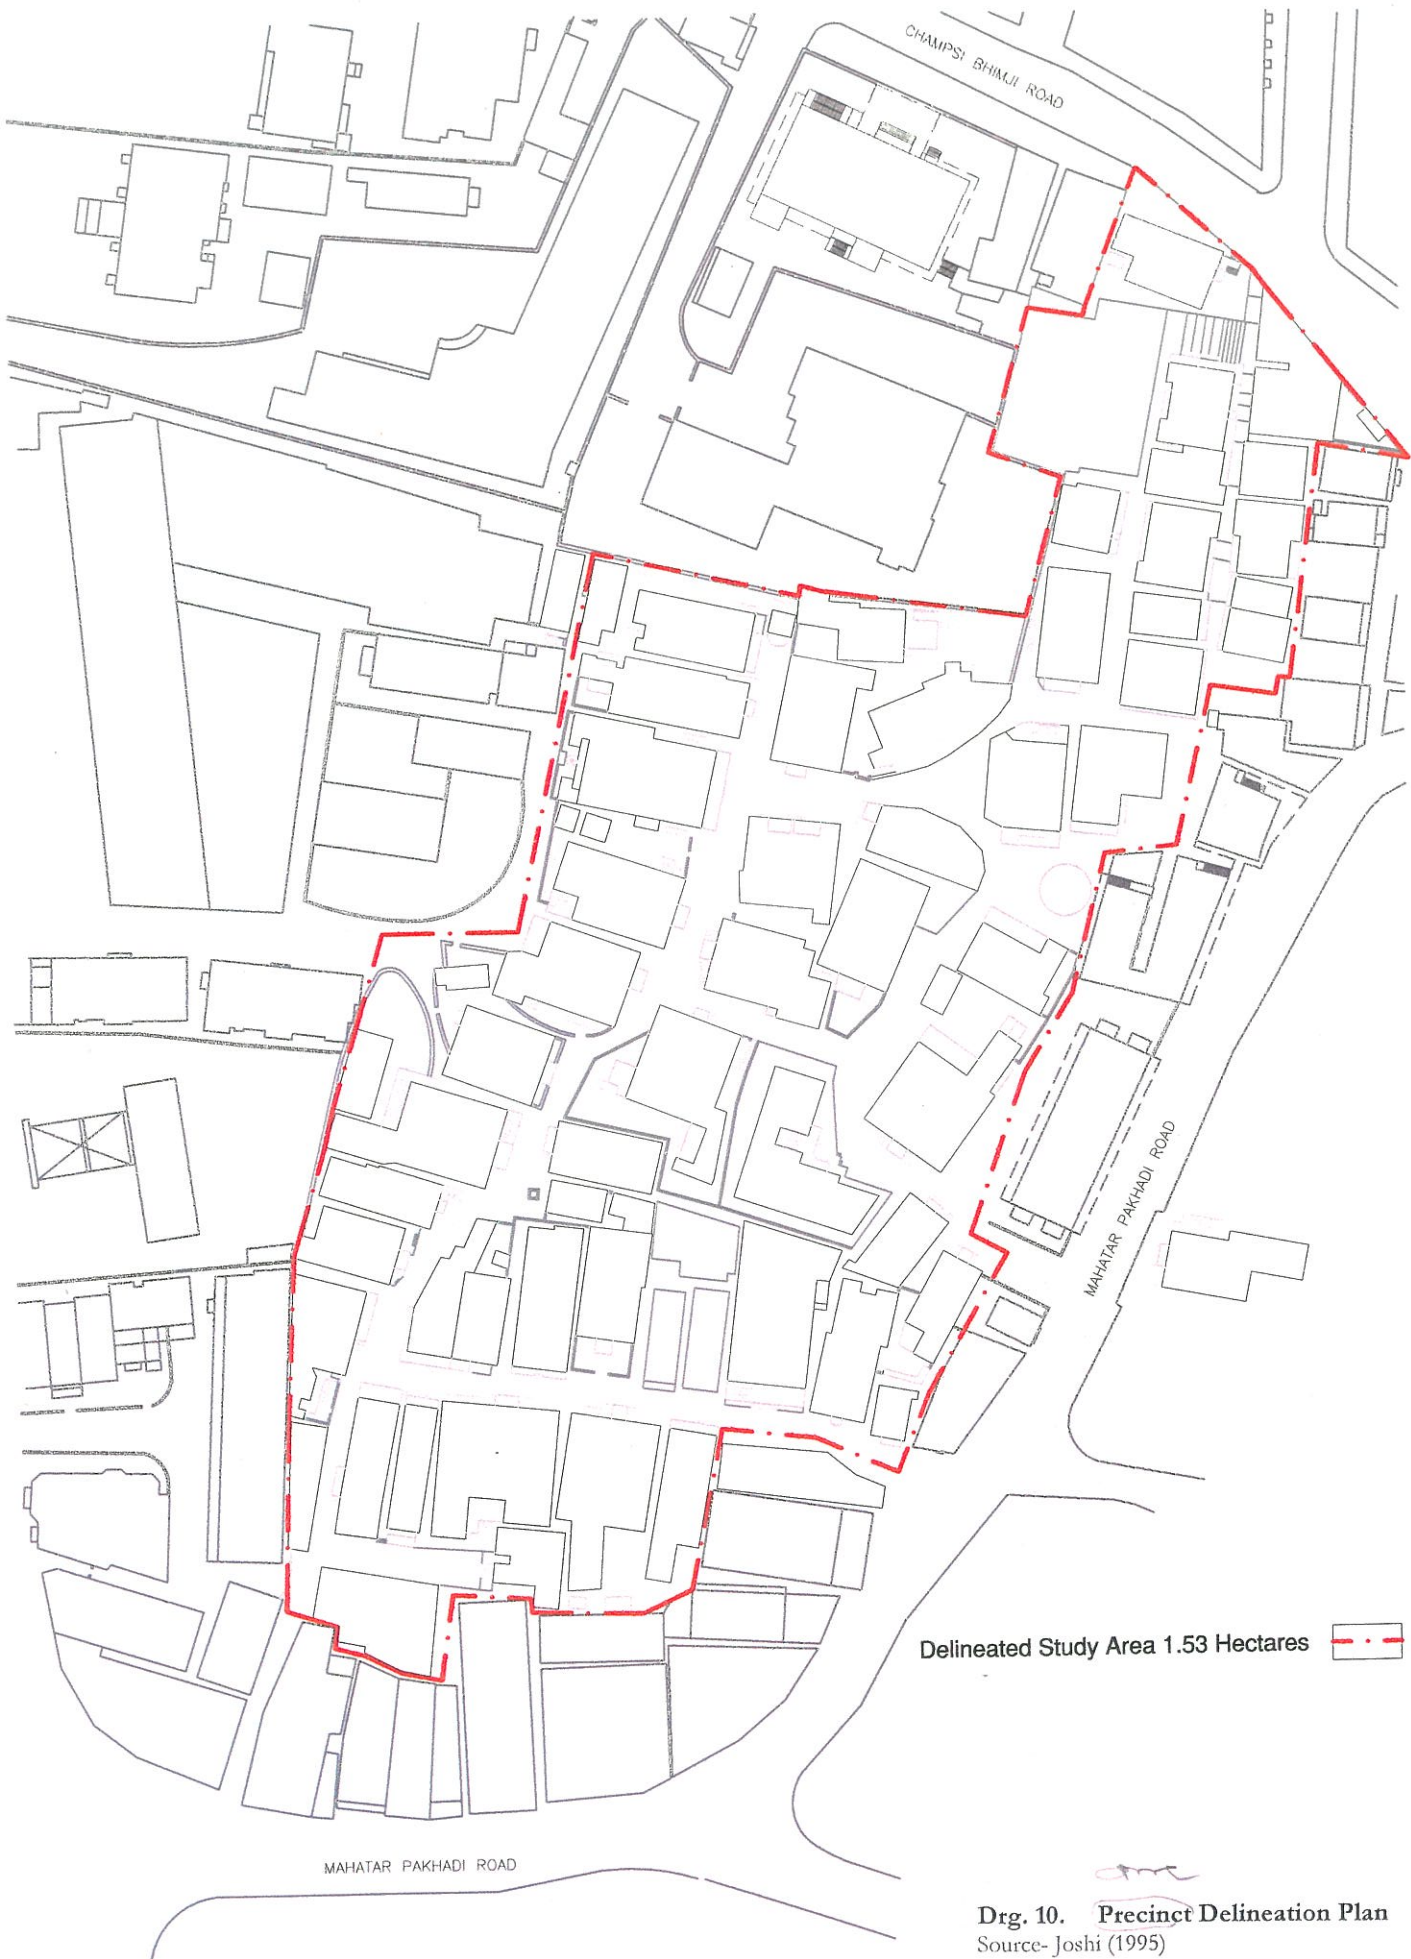 CHAMPSI BHIMJI ROAD
MAHATAR PAKHADI ROAD
Delineated Study Area 1.53 Hectares
MAHATAR PAKHADI ROAD
Drg. 10. Precinct Delineation Plan
Source- Joshi (1995)